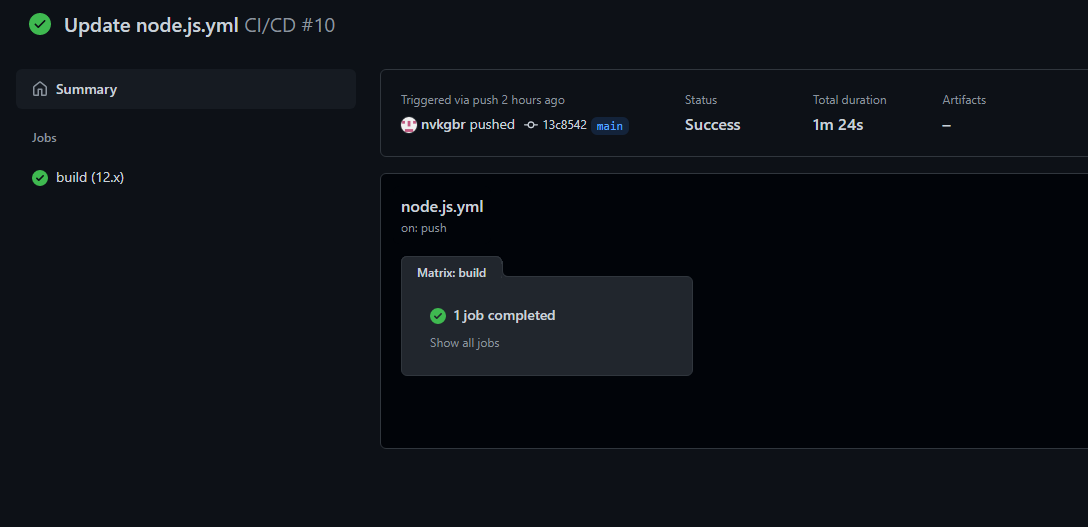 Update node.js.yml CI/CD #10
Summary
Jobs
build (12.x)
Triggered via push 2 hours ago
nvkgbr pushed 13c8542 main
Status
Success
Total duration
1m 24s
Artifacts
–
node.js.yml
on: push
Matrix: build
1 job completed
Show all jobs